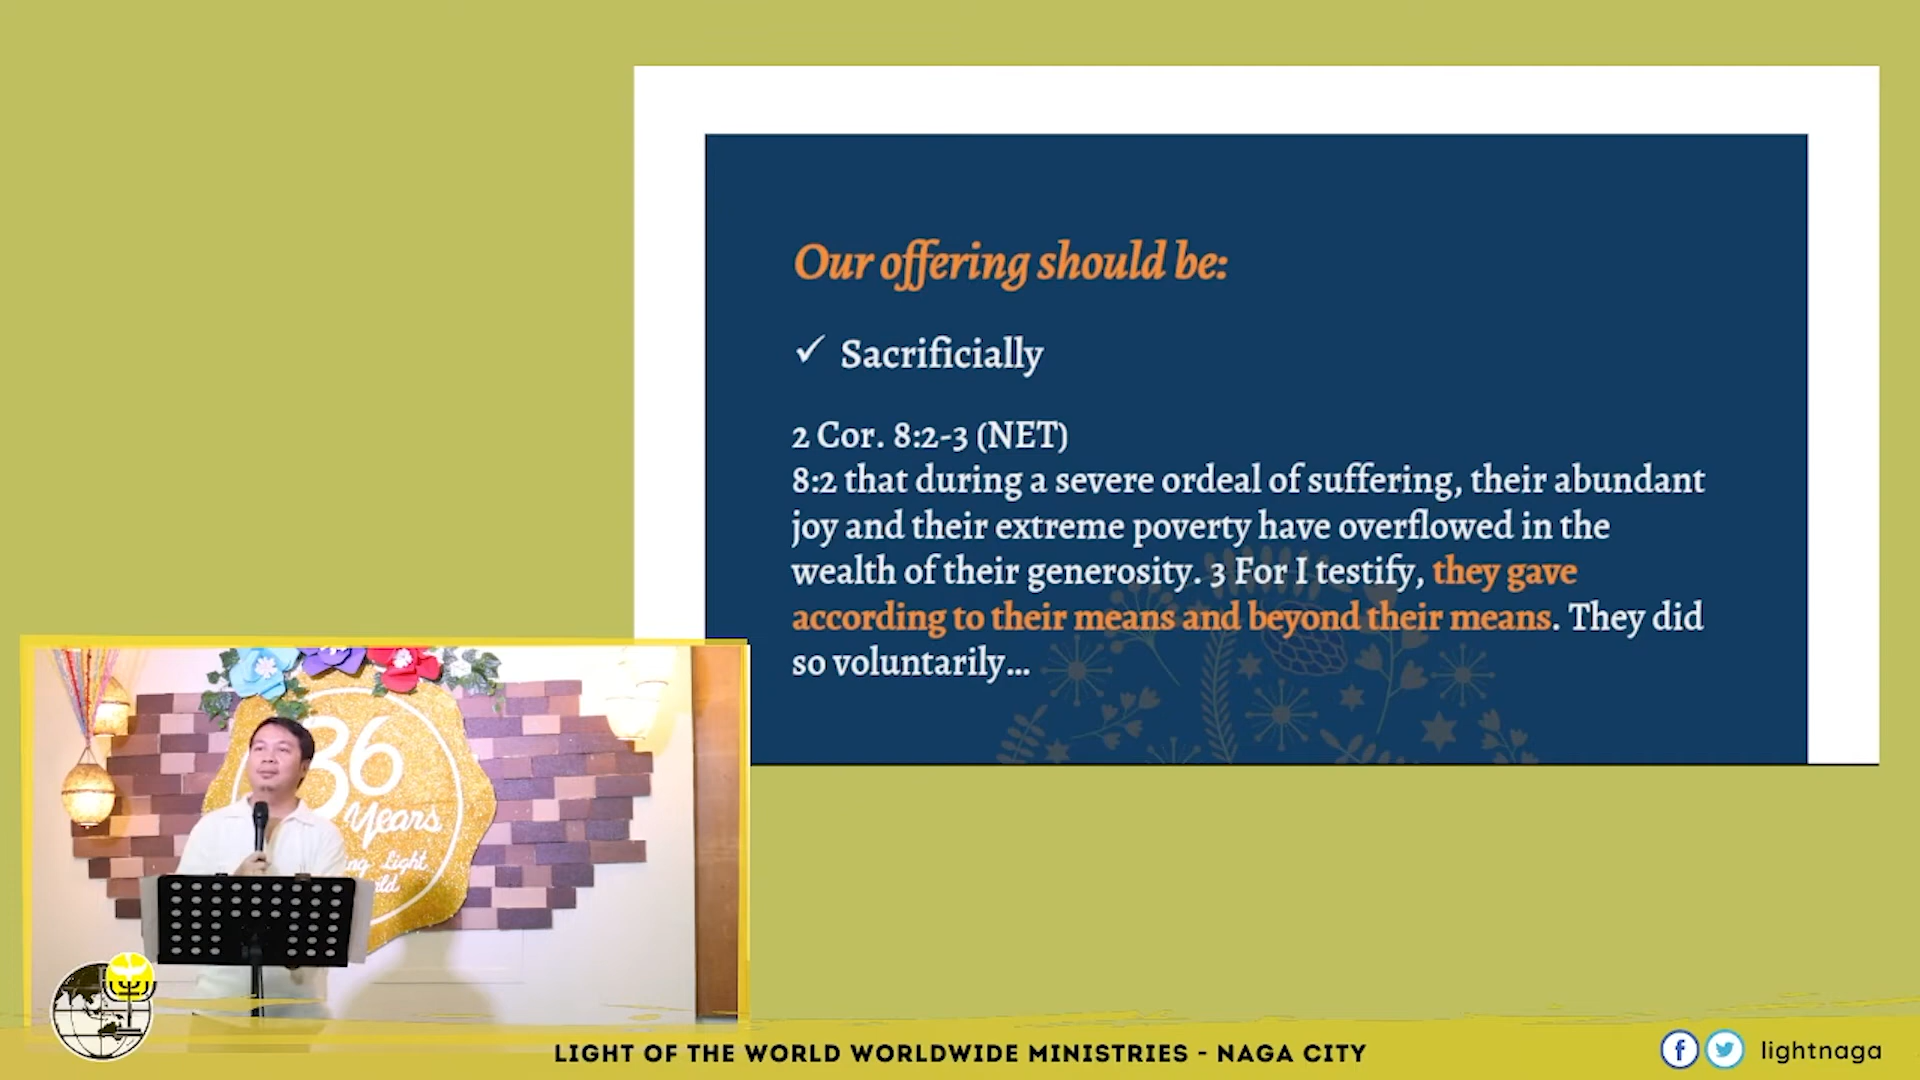 Our offering should be:
✓ Sacrificially
2 Cor. 8:2-3 (NET)
8:2 that during a severe ordeal of suffering, their abundant
joy and their extreme poverty have overflowed in the
wealth of their generosity. 3 For I testify, they gave
according to their means and beyond their means. They did
so voluntarily...
36
Years
Light
LIGHT OF THE WORLD WORLDWIDE MINISTRIES - NAGA CITY
lightnaga